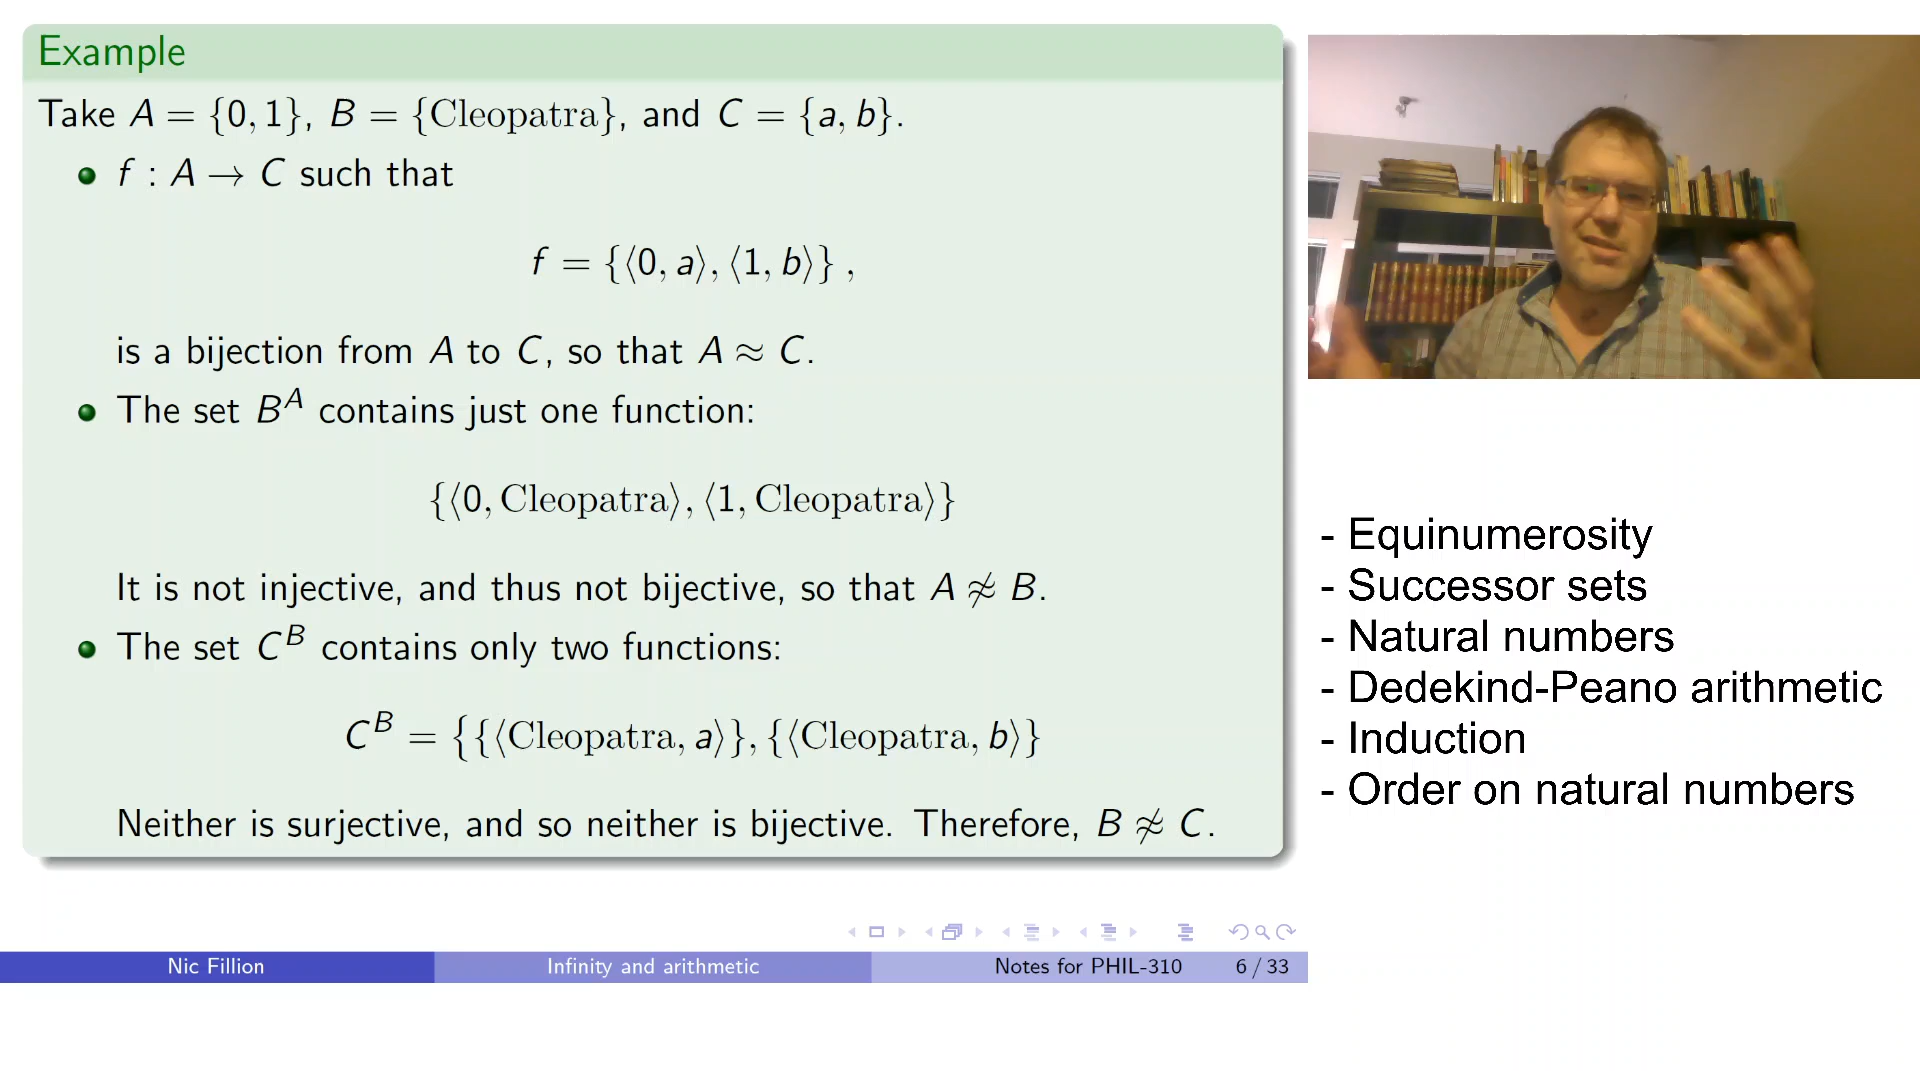 Example
Take A = {0, 1}, B = {Cleopatra}, and C = {a, b}.
f : A → C such that
f = {⟨0, a⟩, ⟨1, b⟩} ,
is a bijection from A to C, so that A ≈ C.
The set B^A contains just one function:
{⟨0, Cleopatra⟩, ⟨1, Cleopatra⟩}
It is not injective, and thus not bijective, so that A ≉ B.
The set C^B contains only two functions:
C^B = {{⟨Cleopatra, a⟩}, {⟨Cleopatra, b⟩}
Neither is surjective, and so neither is bijective. Therefore, B ≉ C.
Nic Fillion
Infinity and arithmetic
Notes for PHIL-310
6 / 33
- Equinumerosity
- Successor sets
- Natural numbers
- Dedekind-Peano arithmetic
- Induction
- Order on natural numbers